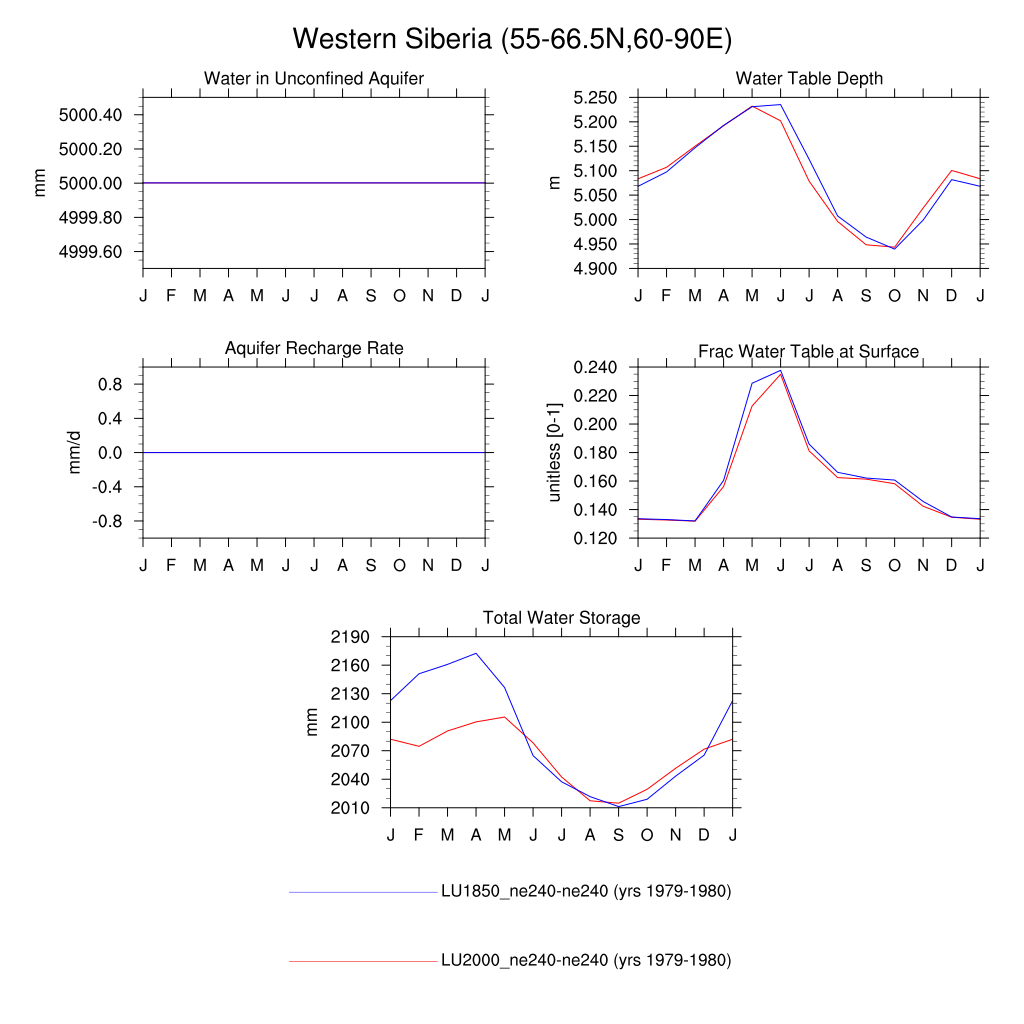 Western Siberia (55-66.5N,60-90E)
Water in Unconfined Aquifer
5000.40
5000.20
5000.00
4999.80
4999.60
mm
J F M A M J J A S O N D J
Water Table Depth
5.250
5.200
5.150
5.100
5.050
5.000
4.950
4.900
m
J F M A M J J A S O N D J
Aquifer Recharge Rate
0.8
0.4
0.0
-0.4
-0.8
mm/d
J F M A M J J A S O N D J
Frac Water Table at Surface
0.240
0.220
0.200
0.180
0.160
0.140
0.120
unitless [0-1]
J F M A M J J A S O N D J
Total Water Storage
2190
2160
2130
2100
2070
2040
2010
mm
J F M A M J J A S O N D J
LU1850_ne240-ne240 (yrs 1979-1980)
LU2000_ne240-ne240 (yrs 1979-1980)